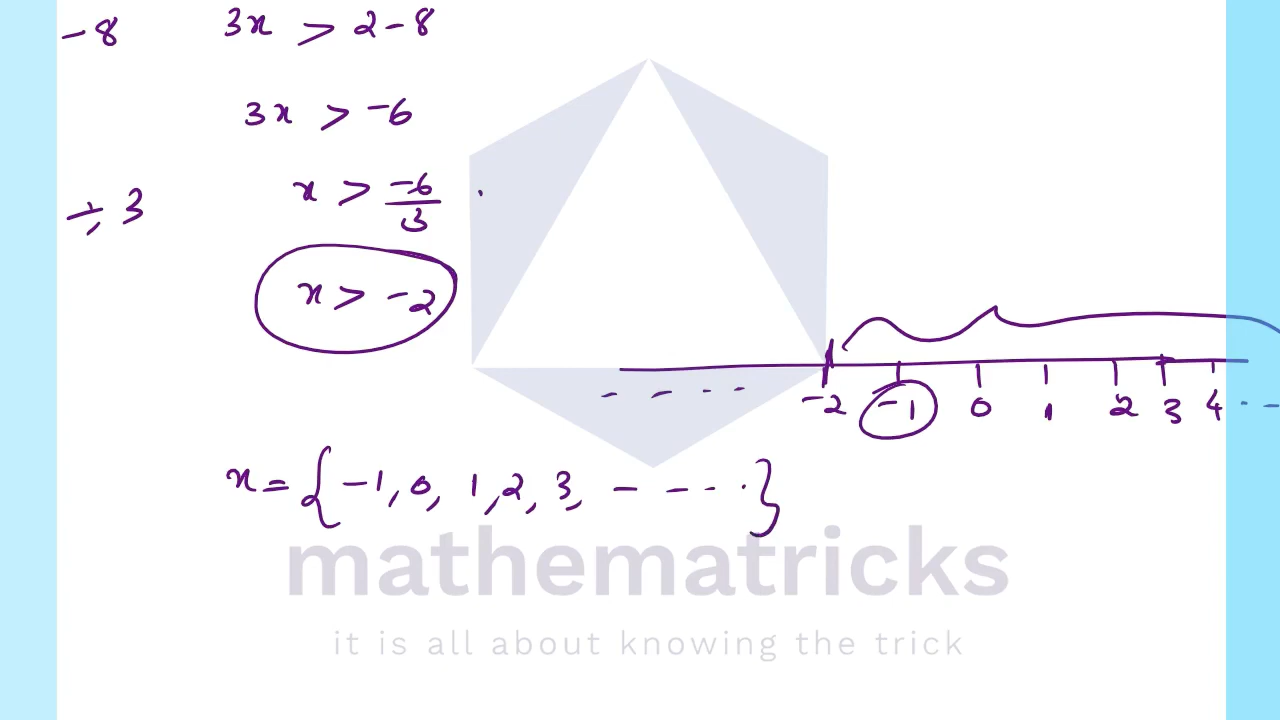 -8 3x > 2-8
3x > -6
÷3 x > -6/3
x > -2
-2 -1 0 1 2 3 4
x = {-1, 0, 1, 2, 3, - - - - - }
mathematricks
it is all about knowing the trick